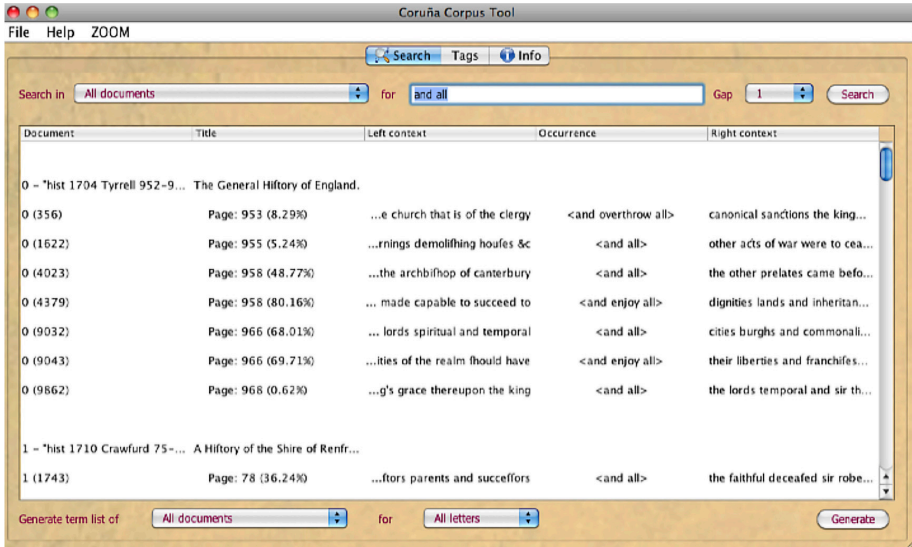 Coruña Corpus Tool
File Help ZOOM
Search Tags Info
Search in All documents for and all Gap 1 Search
Document Title Left context Occurrence Right context
0 - "hist 1704 Tyrrell 952-9... The General Hiſtory of England.
0 (356) Page: 953 (8.29%) ...e church that is of the clergy <and overthrow all> canonical sanctions the king...
0 (1622) Page: 955 (5.24%) ...rnings demoliſhing houſes &c <and all> other acts of war were to cea...
0 (4023) Page: 958 (48.77%) ...the archbiſhop of canterbury <and all> the other prelates came befo...
0 (4379) Page: 958 (80.16%) ... made capable to succeed to <and enjoy all> dignities lands and inheritan...
0 (9032) Page: 966 (68.01%) ... lords spiritual and temporal <and all> cities burghs and commonali...
0 (9043) Page: 966 (69.71%) ...ities of the realm ſhould have <and enjoy all> their liberties and franchiſes...
0 (9862) Page: 968 (0.62%) ...g's grace thereupon the king <and all> the lords temporal and sir th...
1 - "hist 1710 Crawfurd 75-... A Hiſtory of the Shire of Renfr...
1 (1743) Page: 78 (36.24%) ...ſtors parents and succeſſors <and all> the faithful deceaſed sir robe...
Generate term list of All documents for All letters Generate